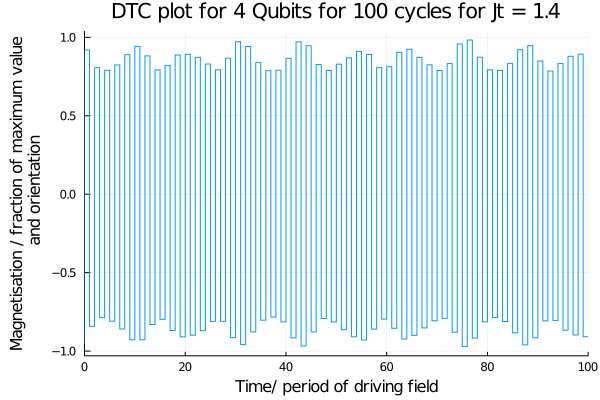 DTC plot for 4 Qubits for 100 cycles for Jt = 1.4
Magnetisation / fraction of maximum value
and orientation
1.0
0.5
0.0
−0.5
−1.0
0
20
40
60
80
100
Time/ period of driving field